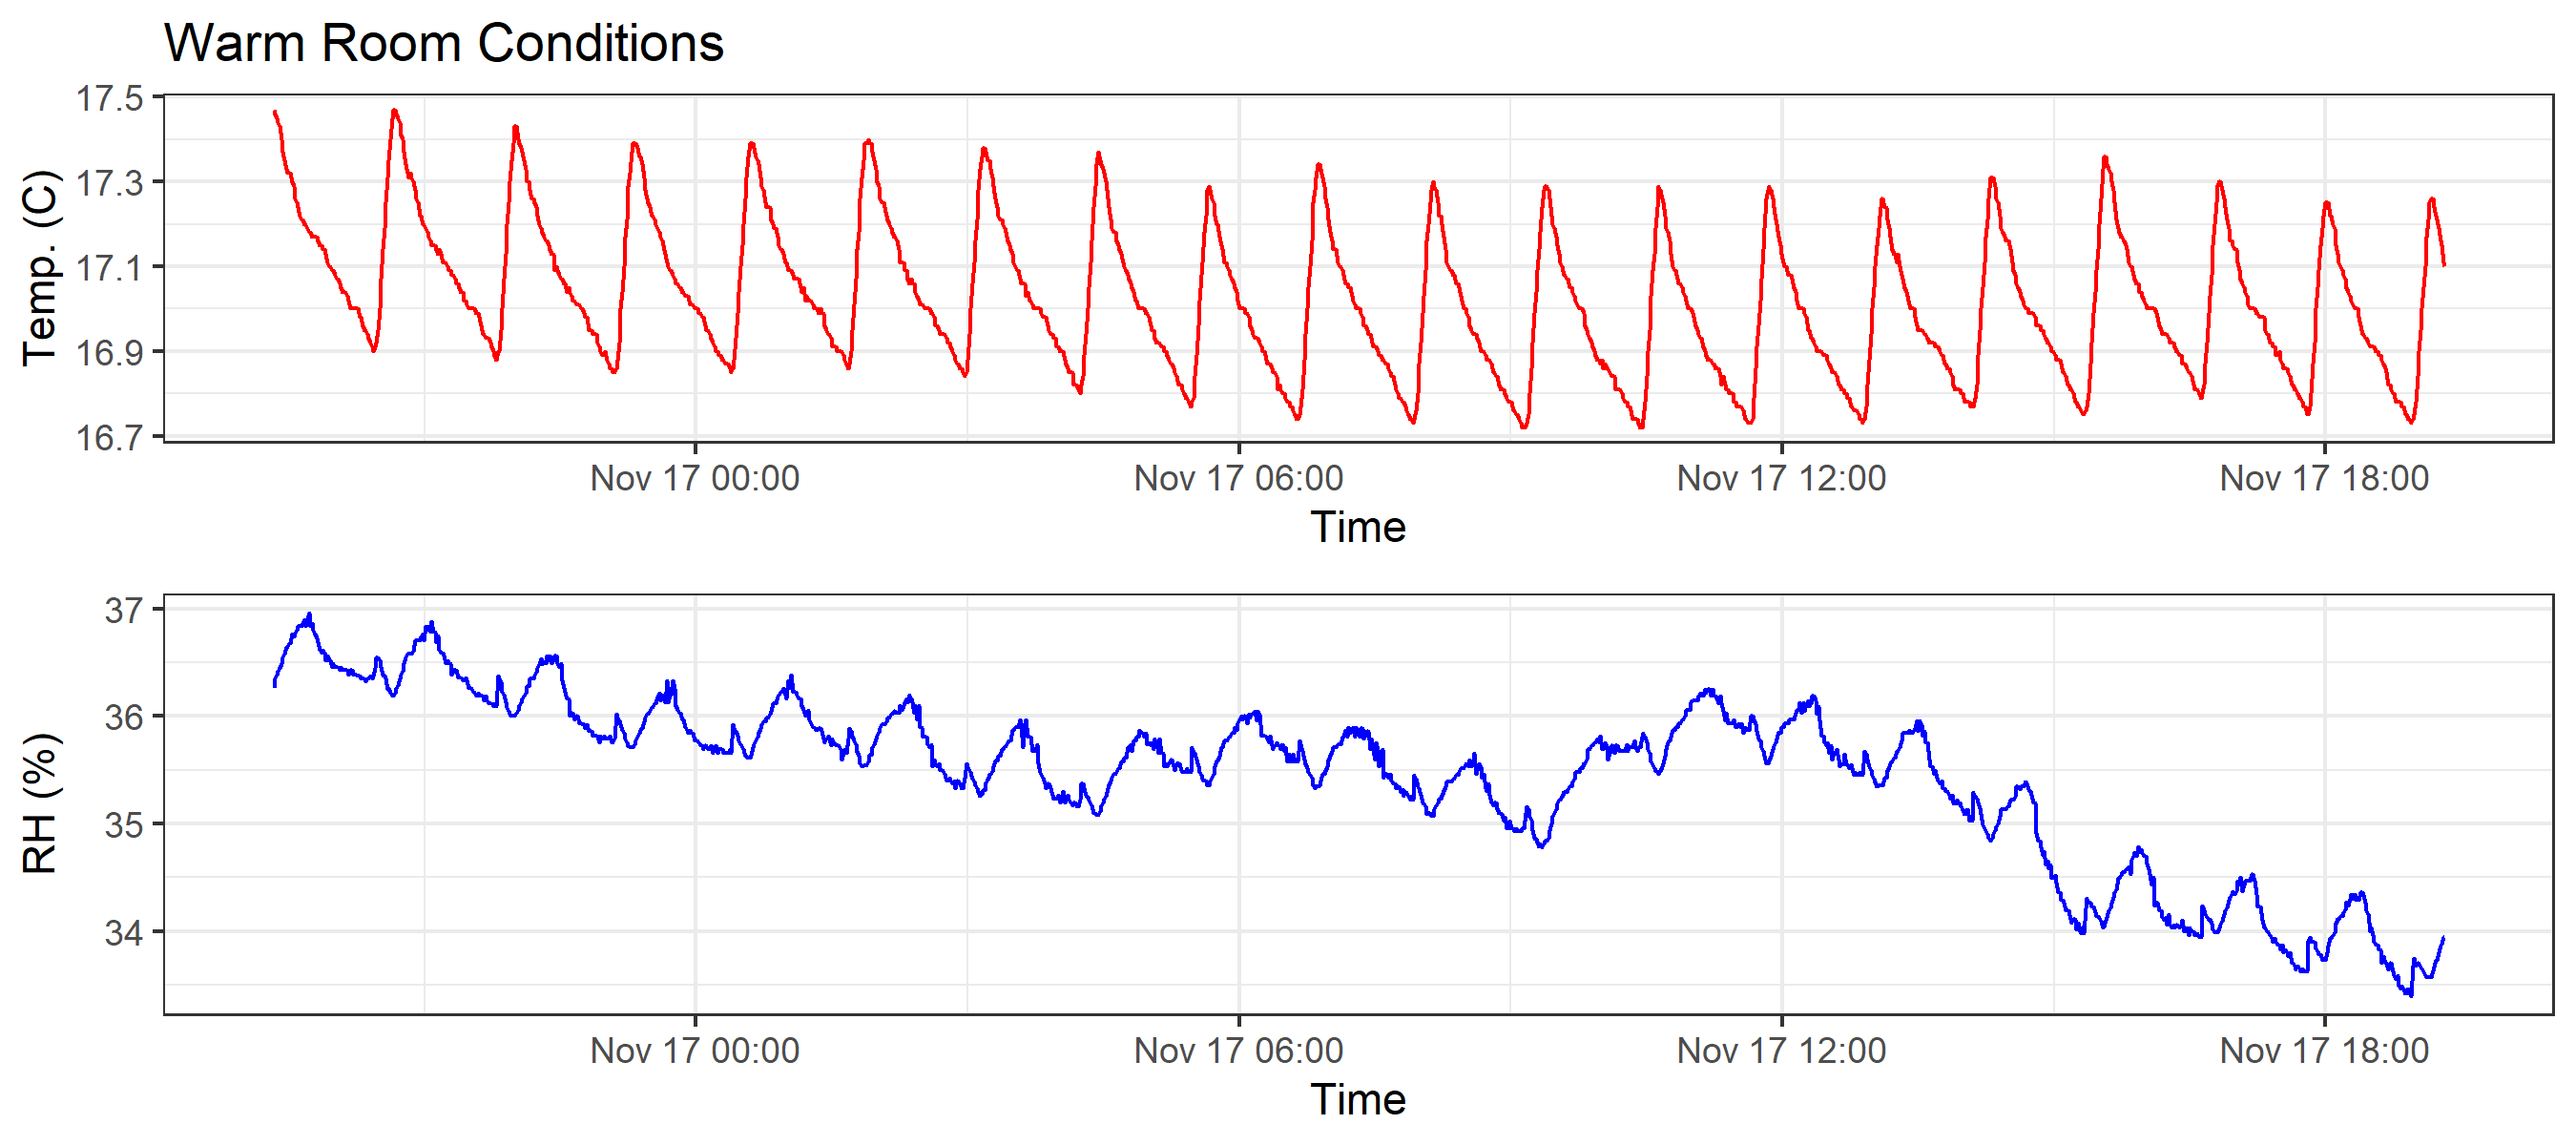 Warm Room Conditions
Temp. (C)
17.5
17.3
17.1
16.9
16.7
Nov 17 00:00 Nov 17 06:00 Nov 17 12:00 Nov 17 18:00
Time
RH (%)
37
36
35
34
Nov 17 00:00 Nov 17 06:00 Nov 17 12:00 Nov 17 18:00
Time